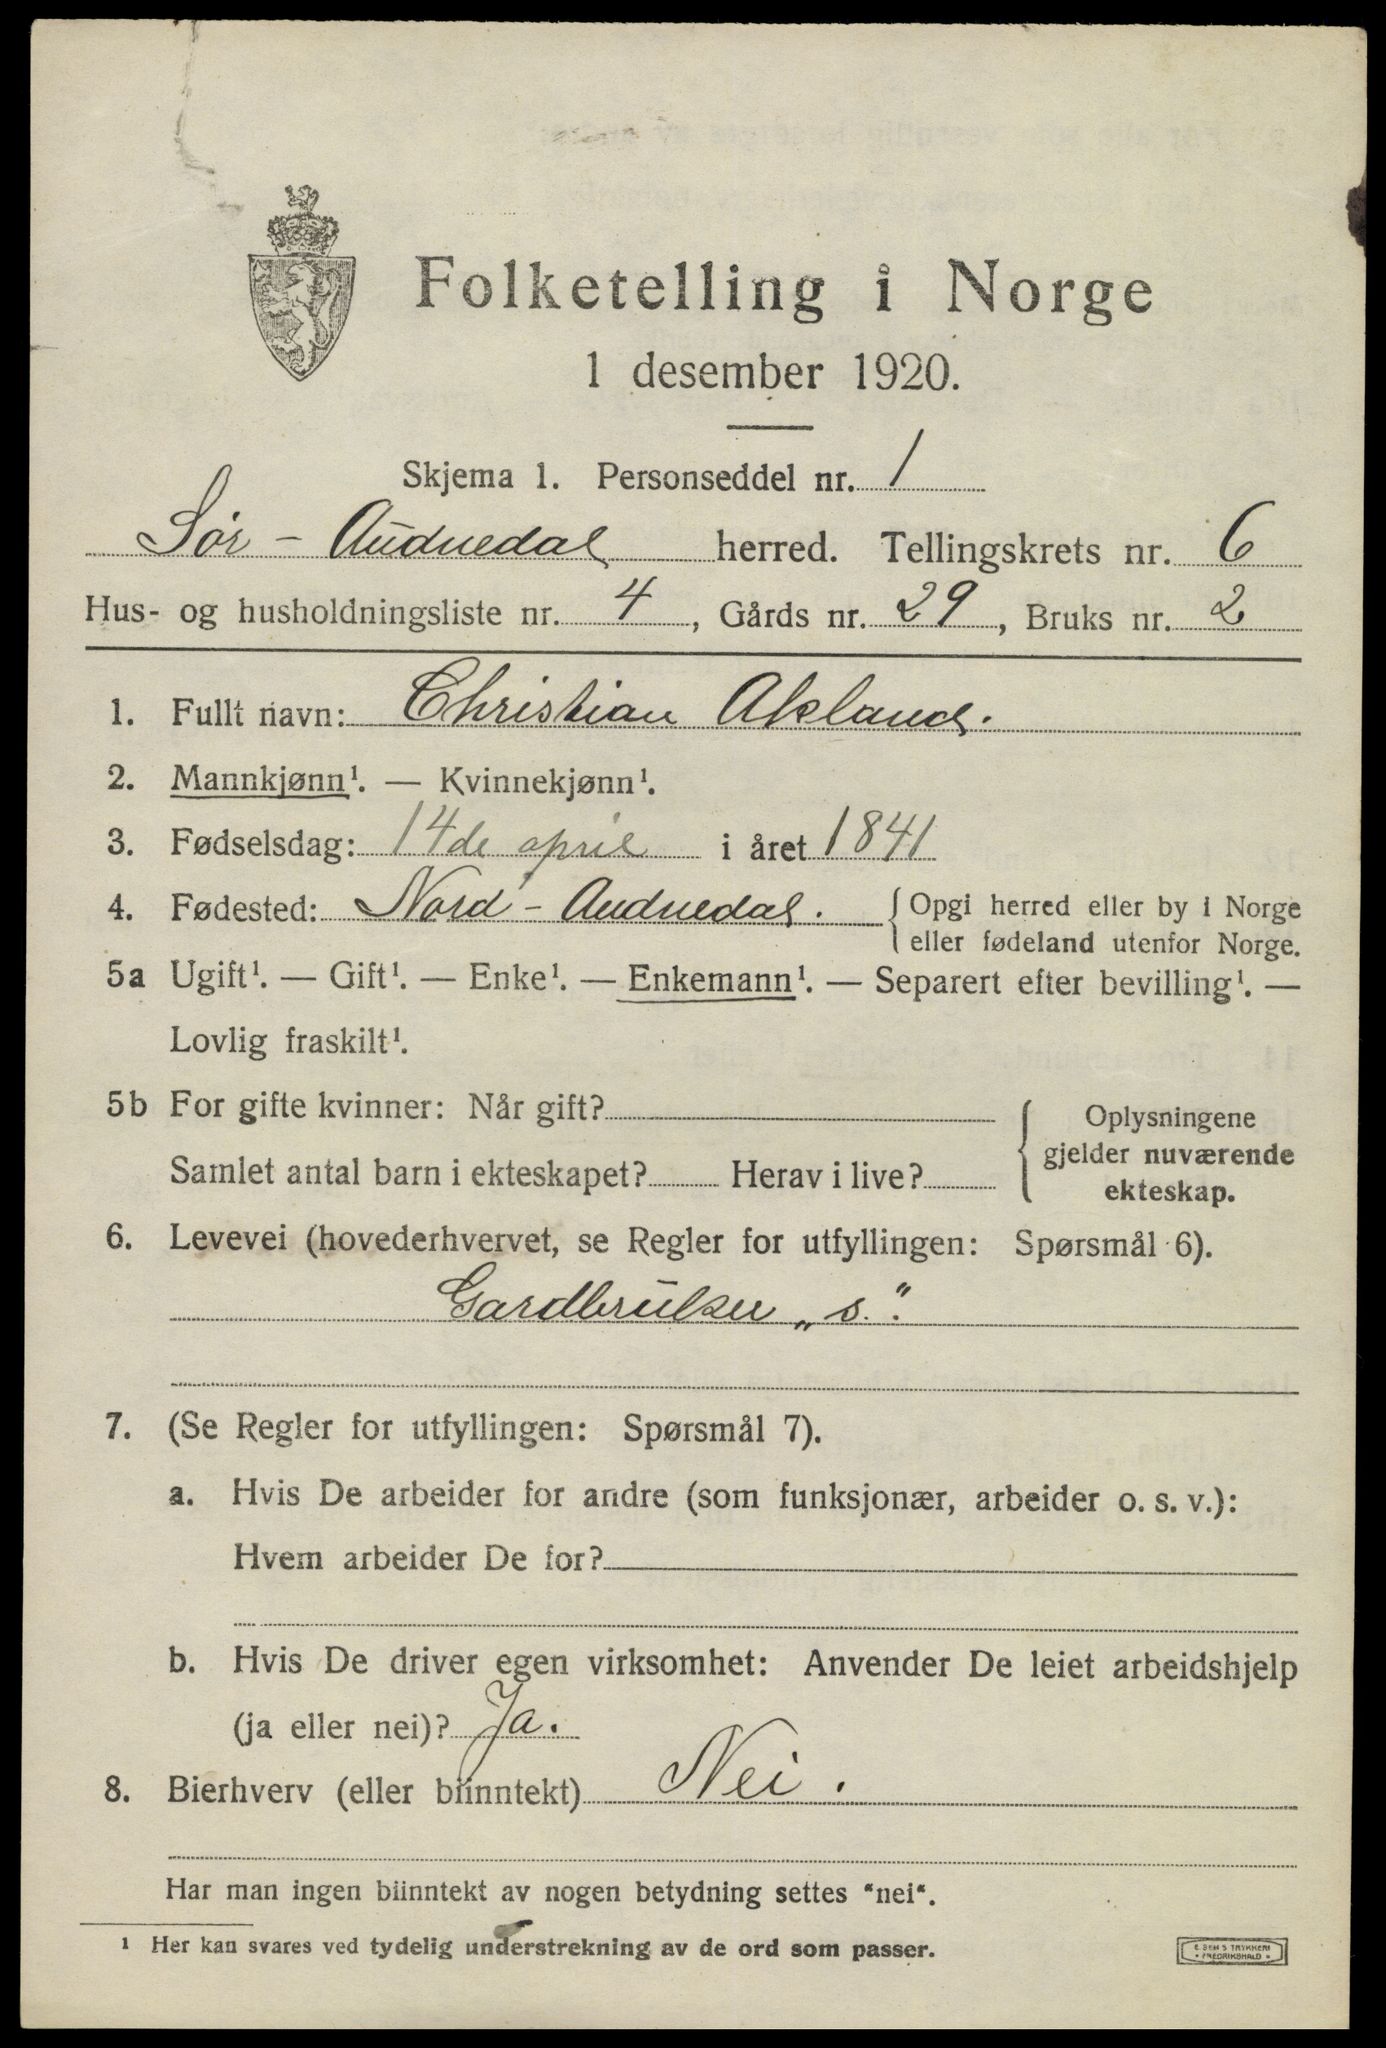 Folketelling i Norge
1 desember 1920.
Skjema 1. Personseddel nr. 1
Sør - Audnedal herred. Tellingskrets nr. 6
Hus- og husholdningsliste nr. 4, Gårds nr. 29, Bruks nr. 2
1. Fullt navn: Christian Akland.
2. Mannkjønn¹. — Kvinnekjønn¹.
3. Fødselsdag: 14de april i året 1841
4. Fødested: Nord - Audnedal. { Opgi herred eller by i Norge
eller fødeland utenfor Norge.
5a Ugift¹. — Gift¹. — Enke¹. — Enkemann¹. — Separert efter bevilling¹. —
Lovlig fraskilt¹.
5b For gifte kvinner: Når gift?
Samlet antal barn i ekteskapet? Herav i live?
{ Oplysningene
gjelder nuværende
ekteskap.
6. Levevei (hovederhvervet, se Regler for utfyllingen: Spørsmål 6).
Gardbruker „s.“.
7. (Se Regler for utfyllingen: Spørsmål 7).
a. Hvis De arbeider for andre (som funksjonær, arbeider o. s. v.):
Hvem arbeider De for?
b. Hvis De driver egen virksomhet: Anvender De leiet arbeidshjelp
(ja eller nei)? Ja.
8. Bierhverv (eller biinntekt) Nei.
Har man ingen biinntekt av nogen betydning settes “nei“.
¹ Her kan svares ved tydelig understrekning av de ord som passer.
FREDRIKSHALD